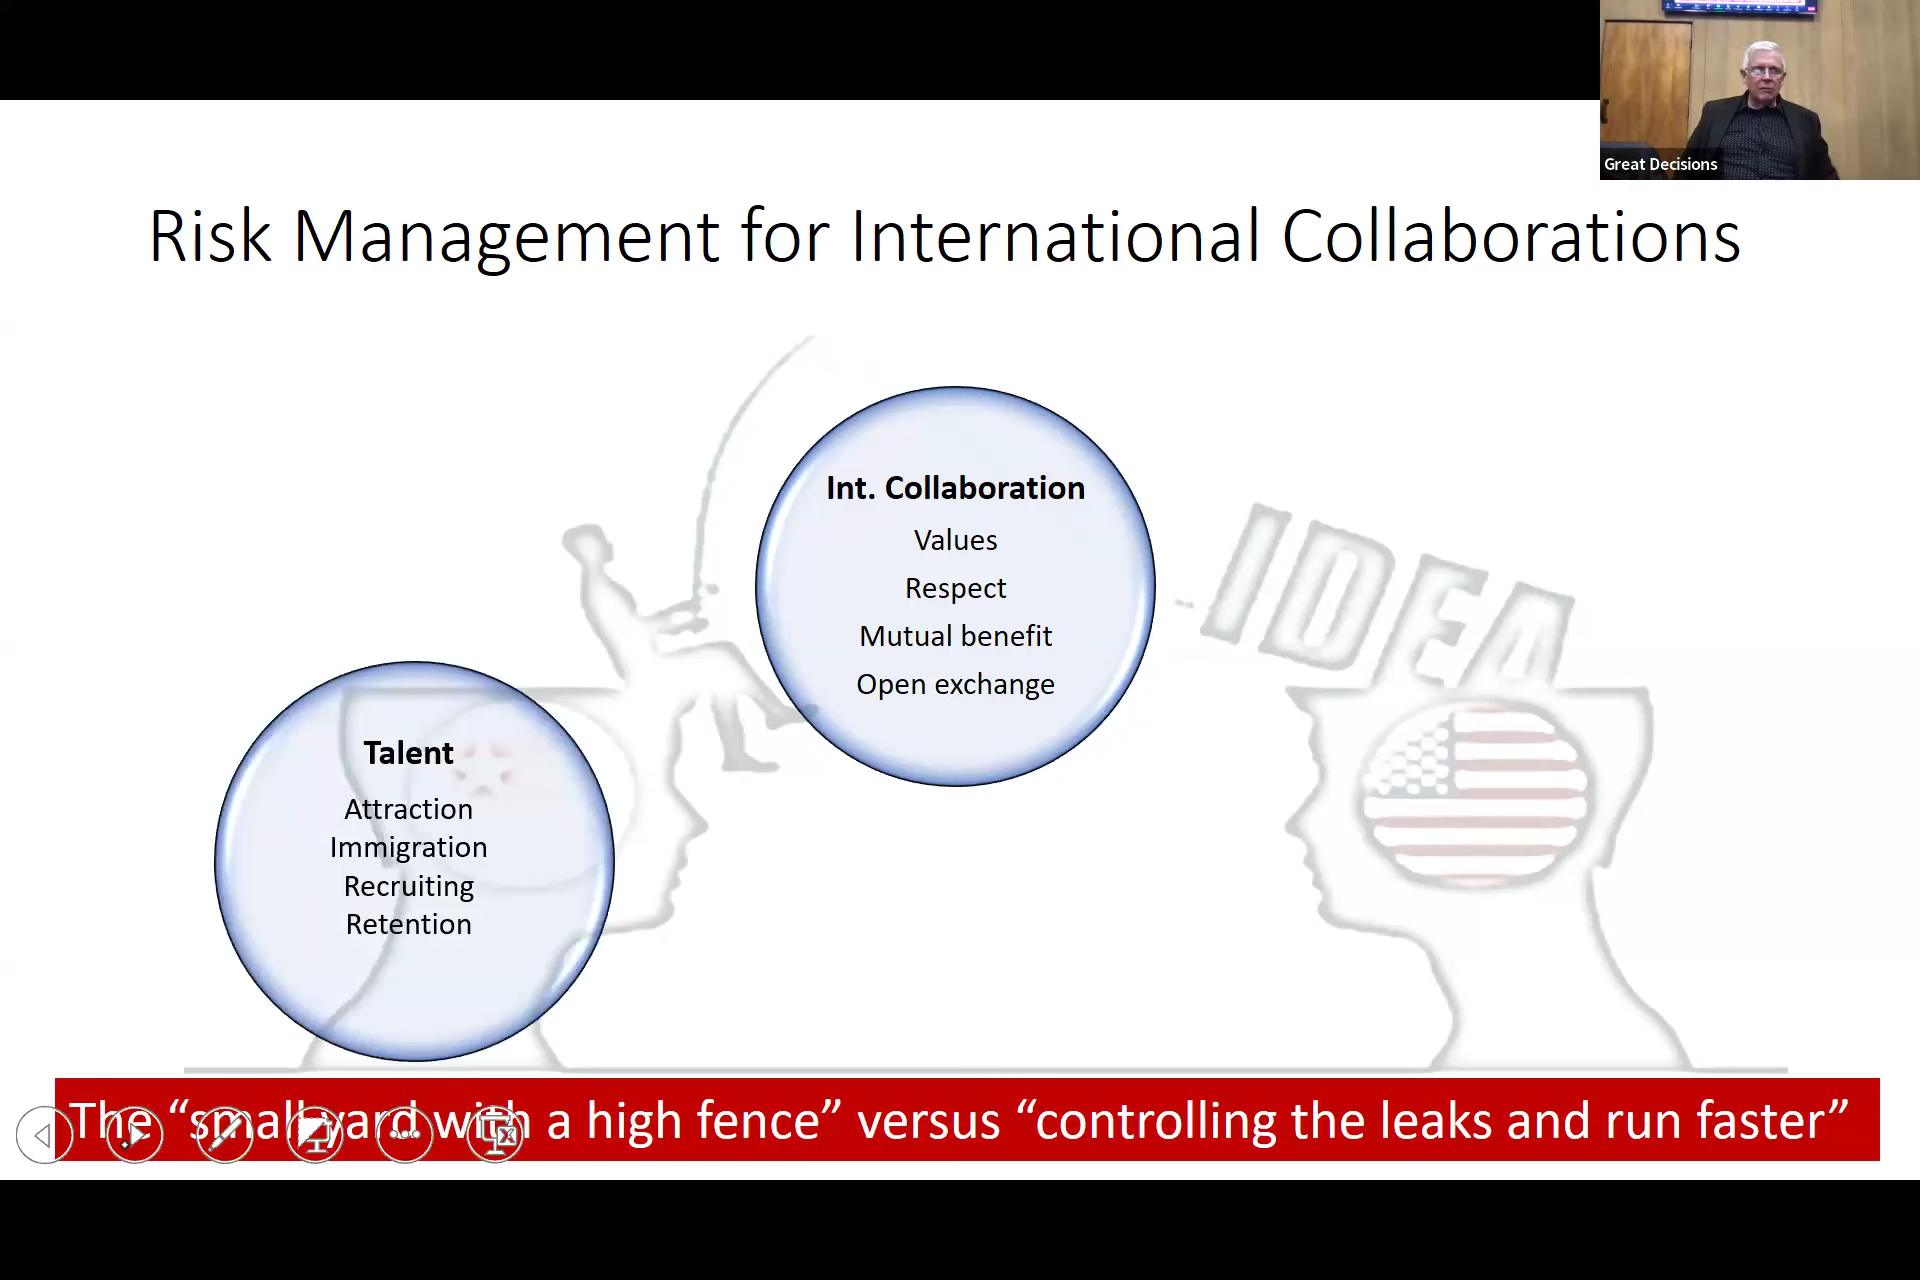 Great Decisions
Risk Management for International Collaborations
Int. Collaboration
Values
Respect
Mutual benefit
Open exchange
IDEA
Talent
Attraction
Immigration
Recruiting
Retention
The “small yard with a high fence” versus “controlling the leaks and run faster”